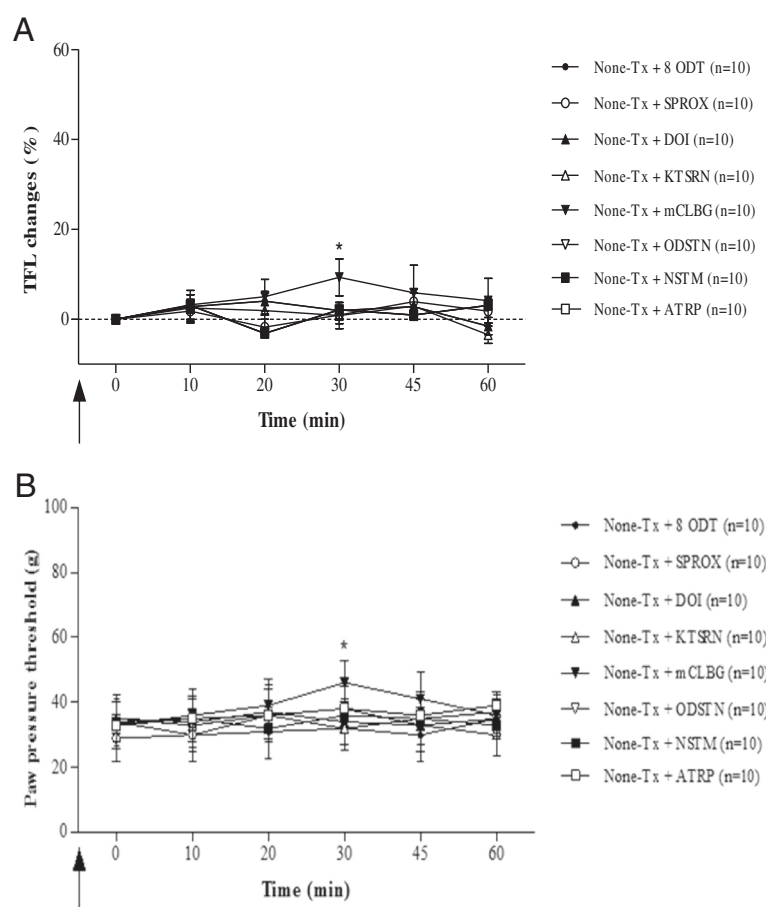 A
60
40
20
0
TFL changes (%)
*
0 10 20 30 45 60
Time (min)
None-Tx + 8 ODT (n=10)
None-Tx + SPROX (n=10)
None-Tx + DOI (n=10)
None-Tx + KTSRN (n=10)
None-Tx + mCLBG (n=10)
None-Tx + ODSTN (n=10)
None-Tx + NSTM (n=10)
None-Tx + ATRP (n=10)
B
100
80
60
40
20
0
Paw pressure threshold (g)
*
0 10 20 30 45 60
Time (min)
None-Tx + 8 ODT (n=10)
None-Tx + SPROX (n=10)
None-Tx + DOI (n=10)
None-Tx + KTSRN (n=10)
None-Tx + mCLBG (n=10)
None-Tx + ODSTN (n=10)
None-Tx + NSTM (n=10)
None-Tx + ATRP (n=10)